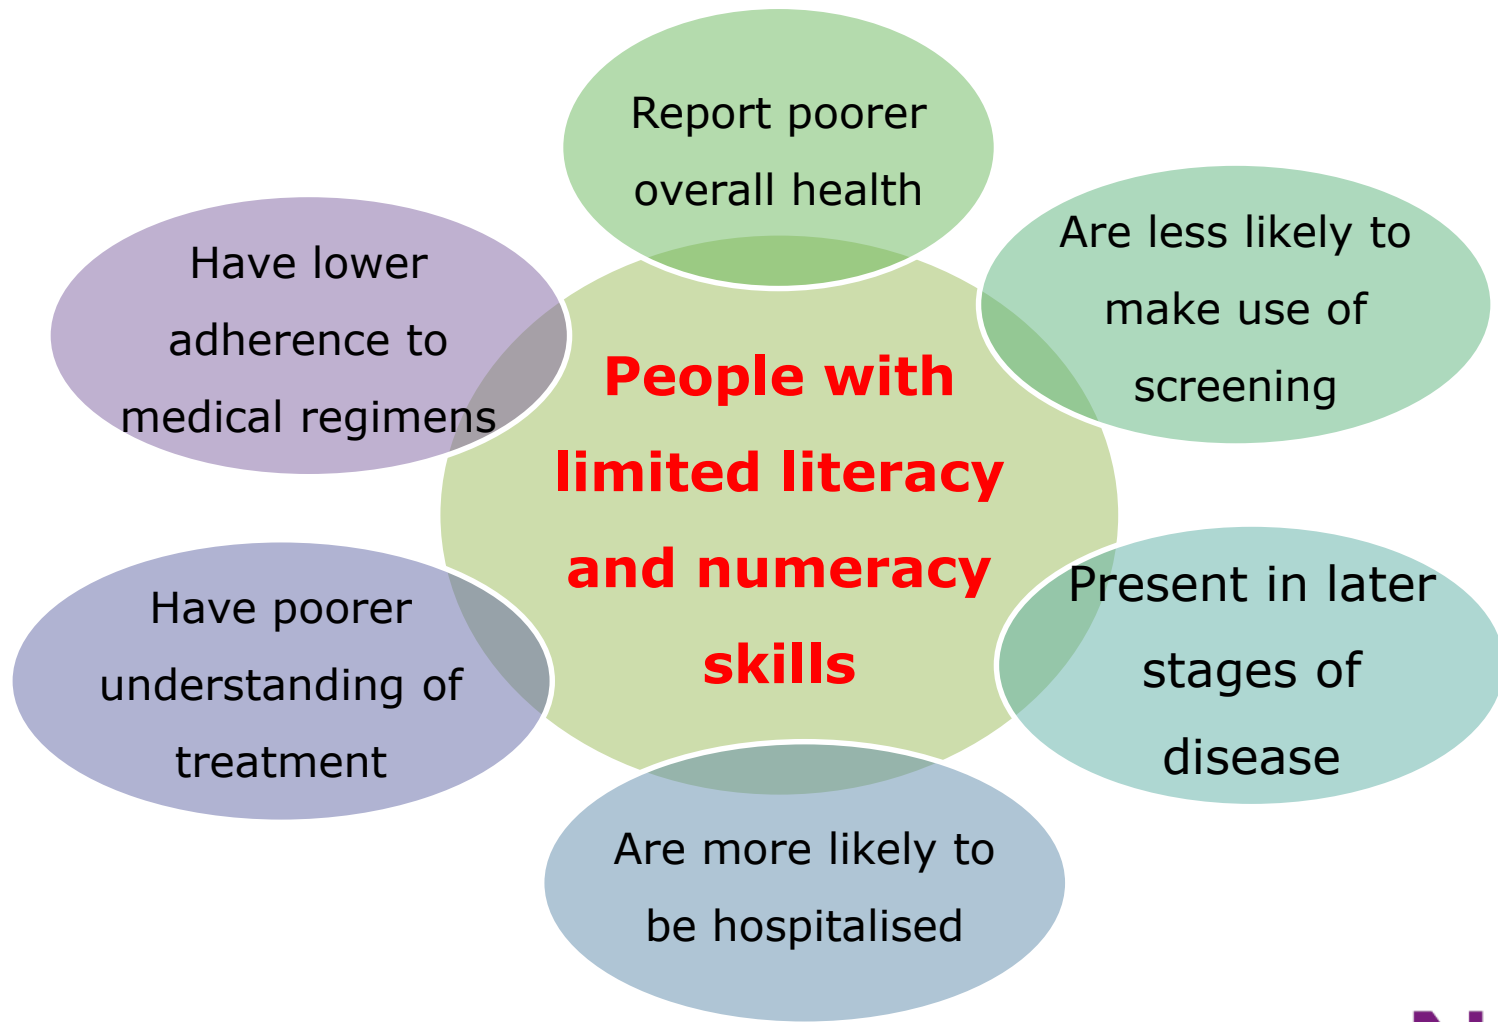 Report poorer
overall health
Are less likely to
make use of
screening
Present in later
stages of
disease
Are more likely to
be hospitalised
Have poorer
understanding of
treatment
Have lower
adherence to
medical regimens
People with
limited literacy
and numeracy
skills